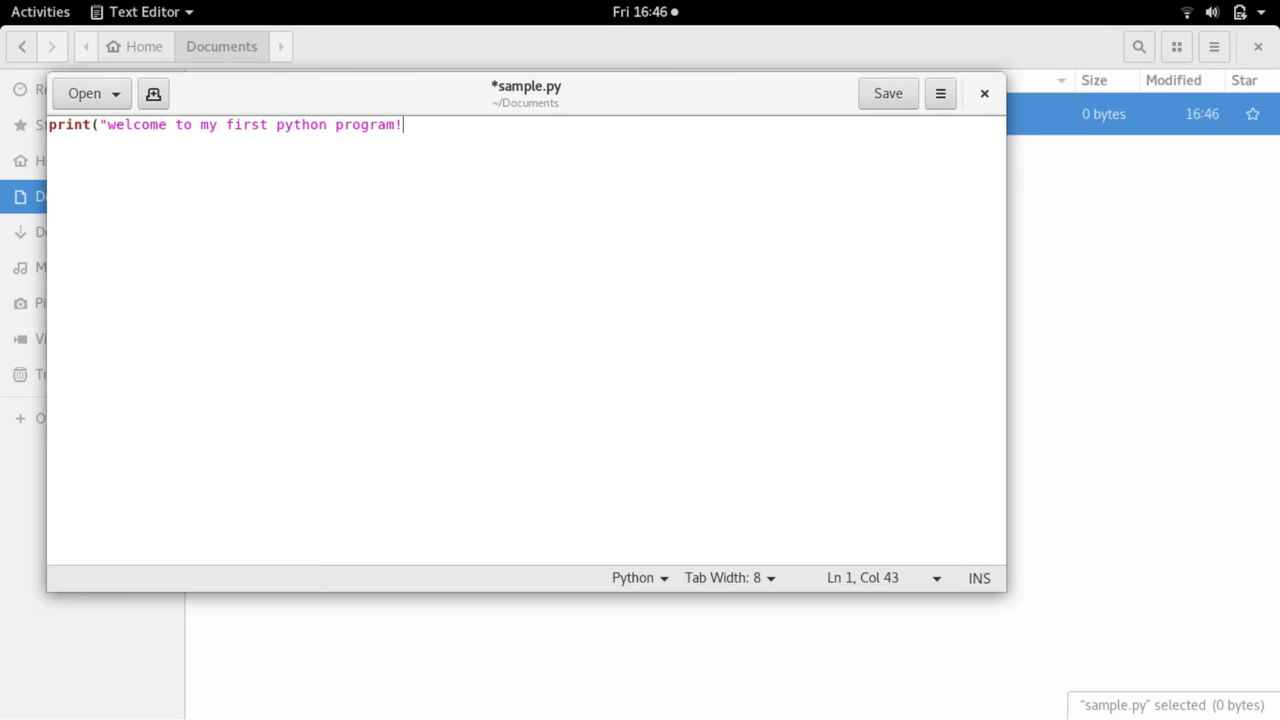 Activities Text Editor Fri 16:46
Home Documents
Size Modified Star
Open *sample.py Save
~/Documents
0 bytes 16:46
print("welcome to my first python program!
Python Tab Width: 8 Ln 1, Col 43 INS
"sample.py" selected (0 bytes)